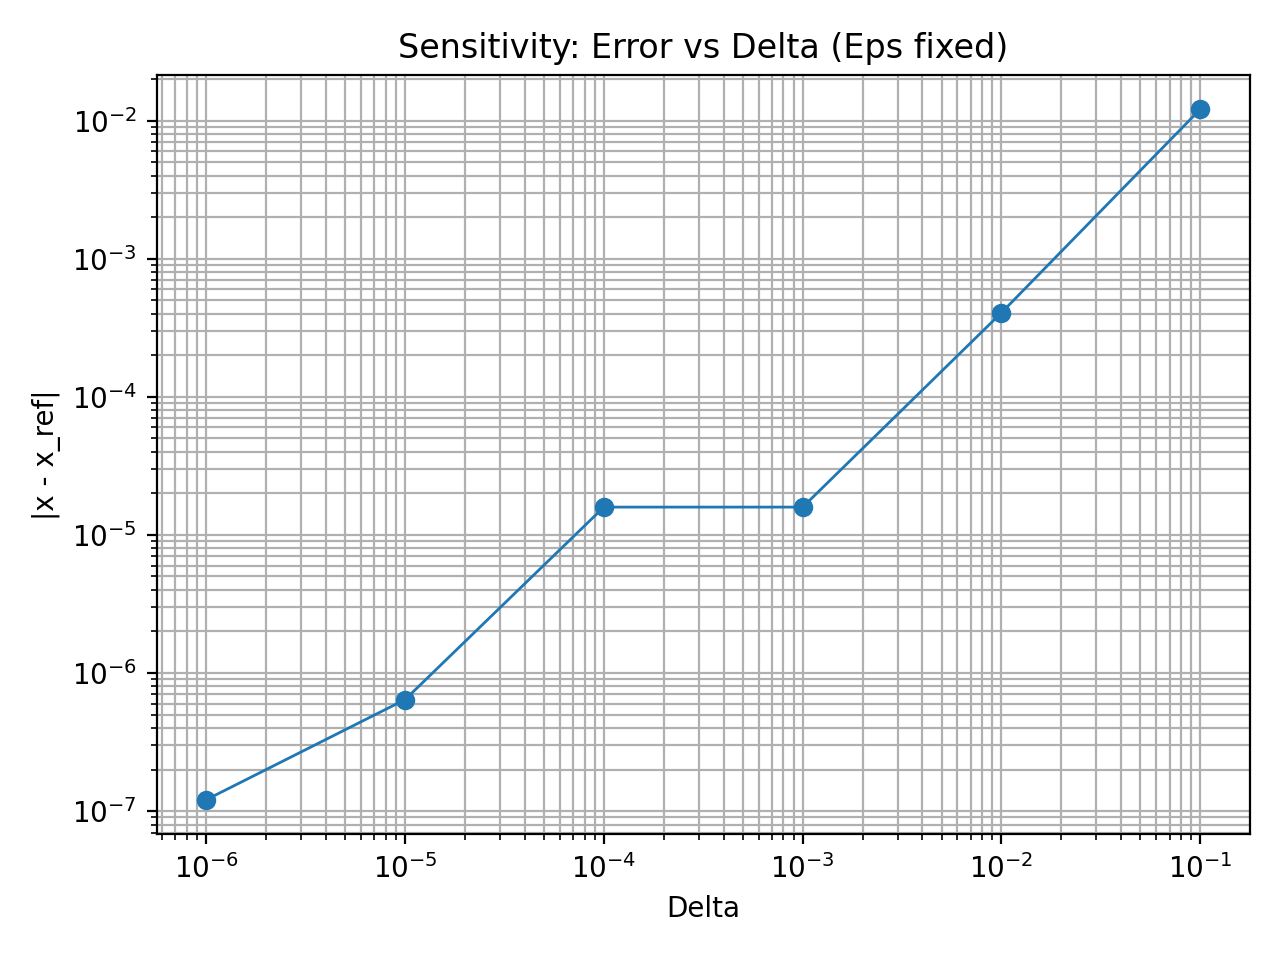 Sensitivity: Error vs Delta (Eps fixed)
|x - x_ref|
10⁻²
10⁻³
10⁻⁴
10⁻⁵
10⁻⁶
10⁻⁷
10⁻⁶ 10⁻⁵ 10⁻⁴ 10⁻³ 10⁻² 10⁻¹
Delta